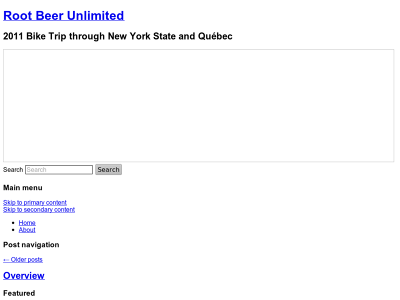 Root Beer Unlimited
2011 Bike Trip through New York State and Québec
Search Search Search
Main menu
Skip to primary content
Skip to secondary content
Home
About
Post navigation
← Older posts
Overview
Featured